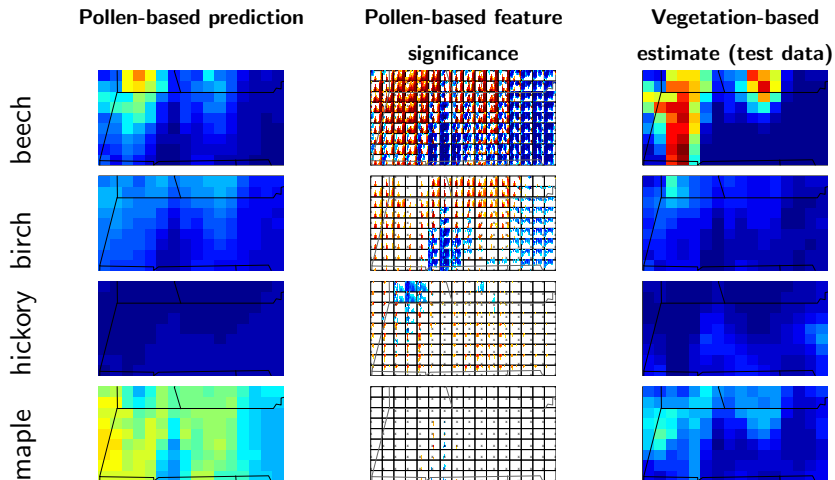 Pollen-based prediction
Pollen-based feature
significance
Vegetation-based
estimate (test data)
beech
birch
hickory
maple